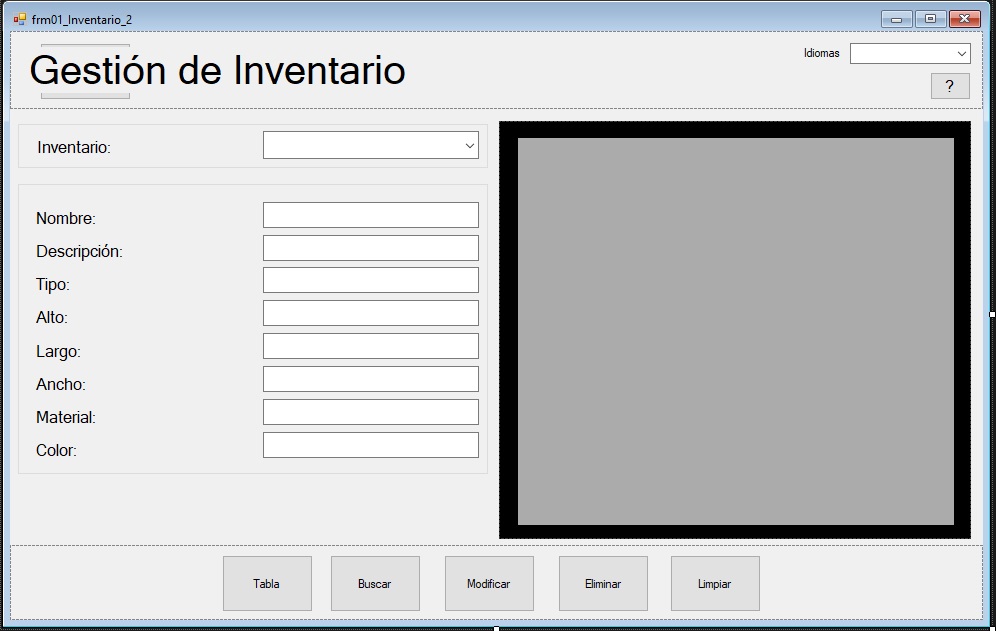 frm01_Inventario_2
Gestión de Inventario
Idiomas
?
Inventario:
Nombre:
Descripción:
Tipo:
Alto:
Largo:
Ancho:
Material:
Color:
Tabla
Buscar
Modificar
Eliminar
Limpiar